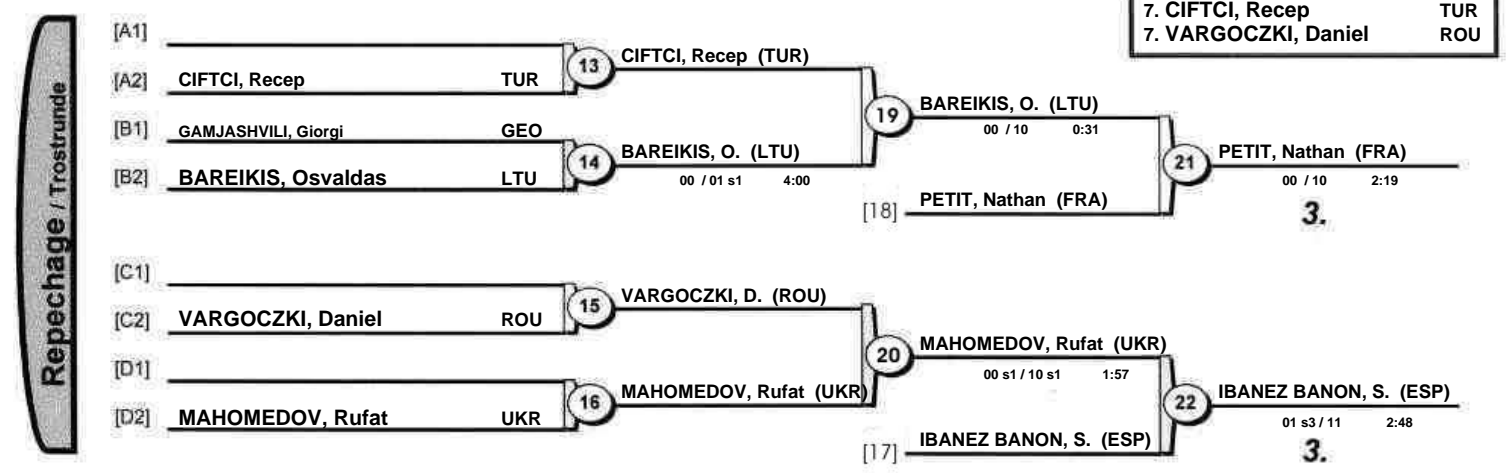 7. CIFTCI, Recep TUR
7. VARGOCZKI, Daniel ROU
Repechage / Trostrunde
[A1]
[A2] CIFTCI, Recep TUR
13
CIFTCI, Recep (TUR)
[B1] GAMJASHVILI, Giorgi GEO
[B2] BAREIKIS, Osvaldas LTU
14
BAREIKIS, O. (LTU)
00 / 01 s1 4:00
19
BAREIKIS, O. (LTU)
00 / 10 0:31
[18] PETIT, Nathan (FRA)
21
PETIT, Nathan (FRA)
00 / 10 2:19
3.
[C1]
[C2] VARGOCZKI, Daniel ROU
15
VARGOCZKI, D. (ROU)
[D1]
[D2] MAHOMEDOV, Rufat UKR
16
MAHOMEDOV, Rufat (UKR)
20
MAHOMEDOV, Rufat (UKR)
00 s1 / 10 s1 1:57
[17] IBANEZ BANON, S. (ESP)
22
IBANEZ BANON, S. (ESP)
01 s3 / 11 2:48
3.